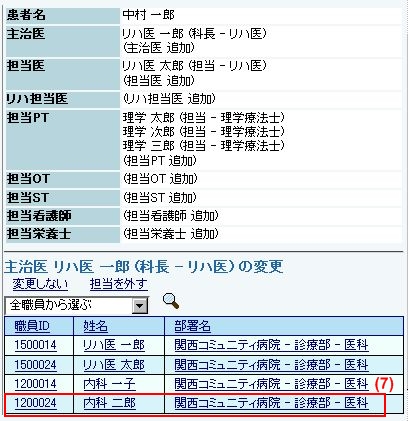 患者名 中村 一郎
主治医 リハ医 一郎 (科長 - リハ医)
(主治医 追加)
担当医 リハ医 太郎 (担当 - リハ医)
(担当医 追加)
リハ担当医 (リハ担当医 追加)
担当PT 理学 太郎 (担当 - 理学療法士)
理学 次郎 (担当 - 理学療法士)
理学 三郎 (担当 - 理学療法士)
(担当PT 追加)
担当OT (担当OT 追加)
担当ST (担当ST 追加)
担当看護師 (担当看護師 追加)
担当栄養士 (担当栄養士 追加)
主治医 リハ医 一郎 (科長 - リハ医) の変更
変更しない 担当を外す
全職員から選ぶ
職員ID 姓名 部署名
1500014 リハ医 一郎 関西コミュニティ病院 - 診療部 - 医科
1500024 リハ医 太郎 関西コミュニティ病院 - 診療部 - 医科
1200014 内科 一子 関西コミュニティ病院 - 診療部 - 医科 (7)
1200024 内科 二郎 関西コミュニティ病院 - 診療部 - 医科